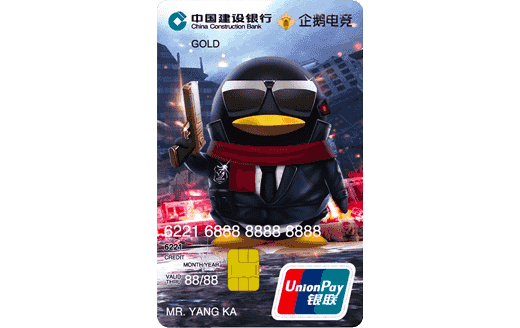 中国建设银行 企鹅电竞
China Construction Bank
GOLD
6221 6888 8888 8888
6221
CREDIT
MONTH/YEAR
VALID THRU 88/88
UnionPay
银联
MR. YANG KA